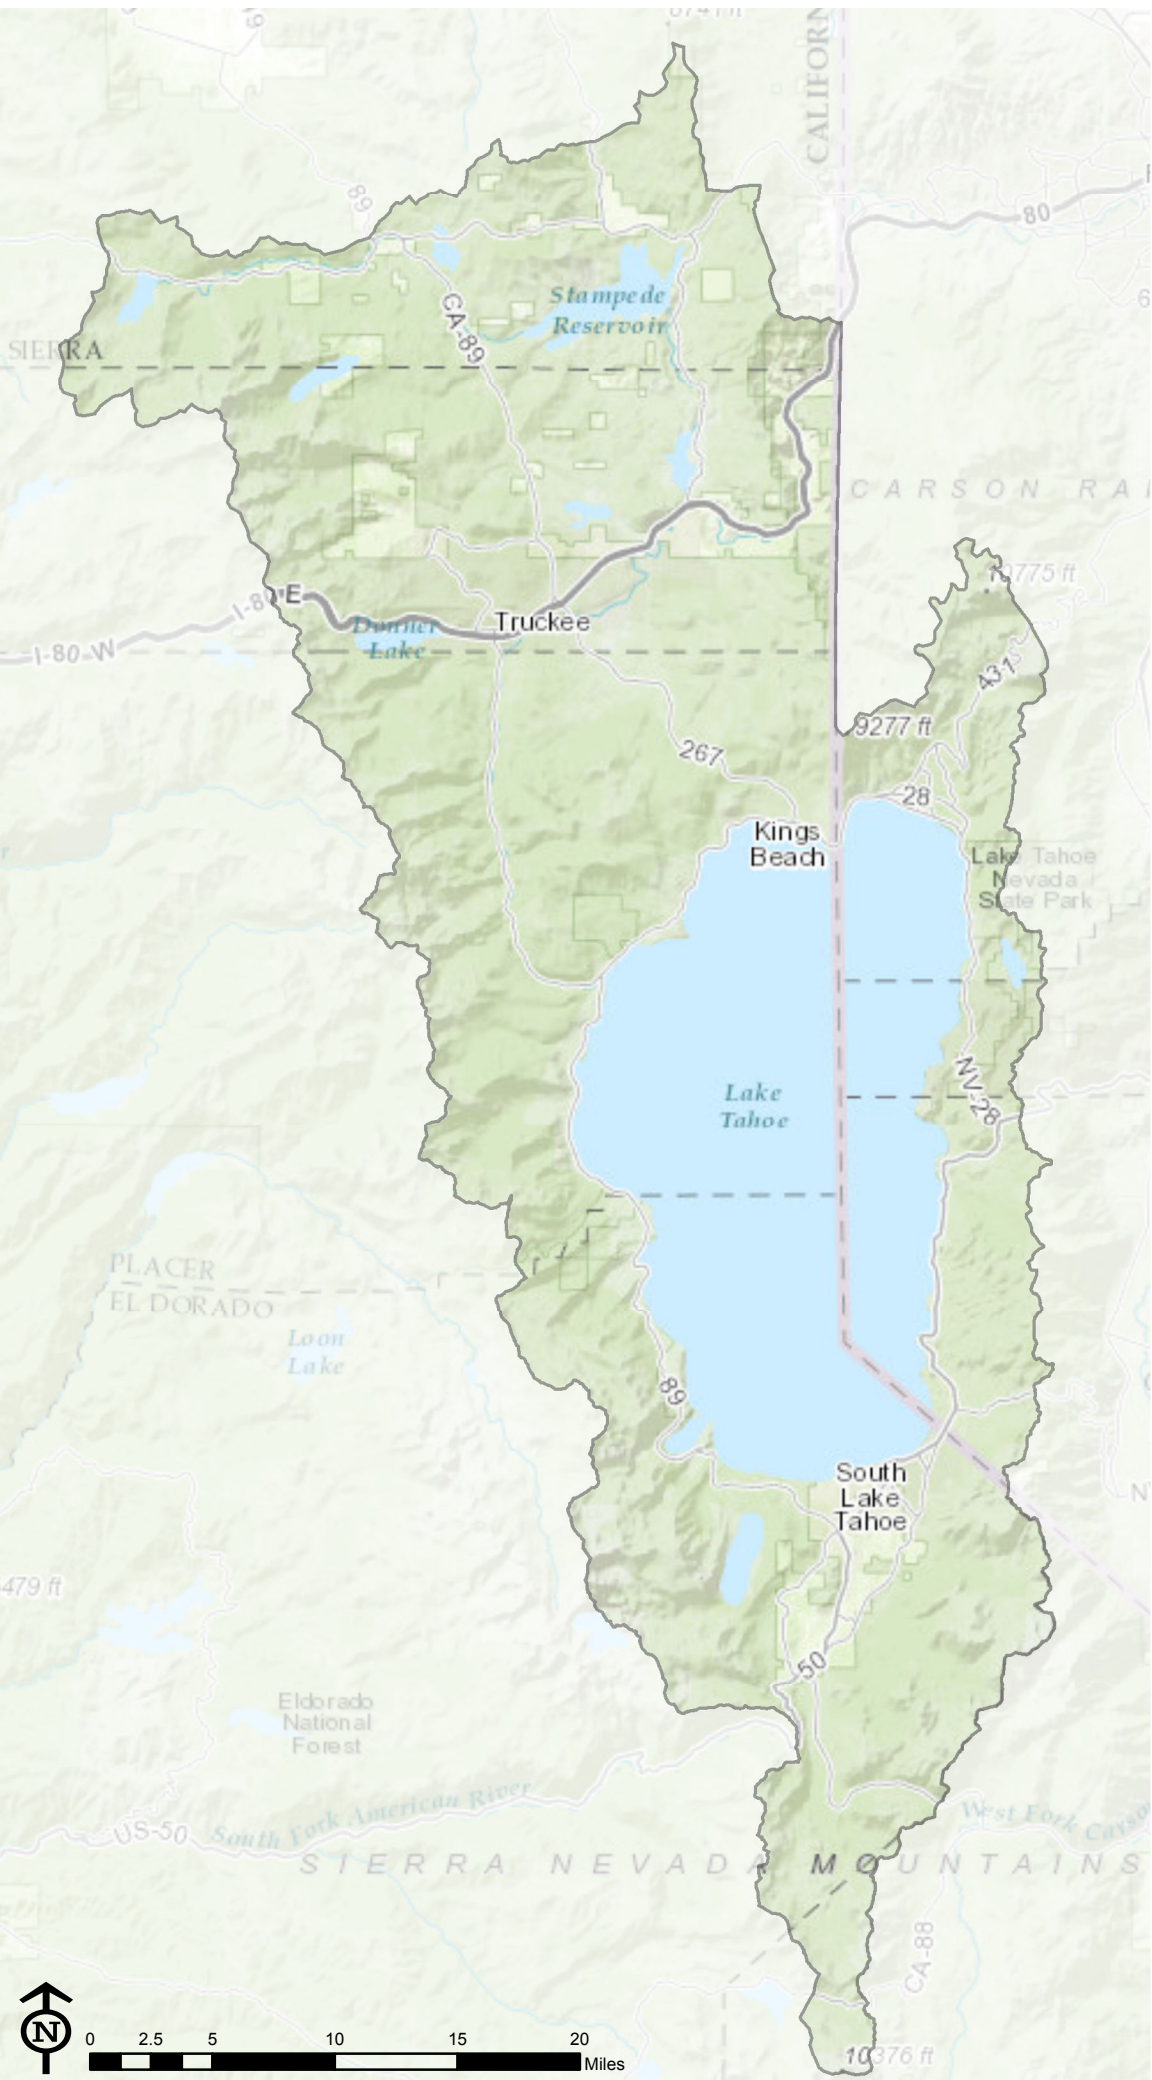 6741 ft
CALIFORN
89
80
Stampede
Reservoir
CA-89
SIERRA
CARSON RA
10775 ft
I-80-E
I-80-W
Donner
Lake
Truckee
431
9277 ft
267
28
Kings
Beach
Lake Tahoe
Nevada
State Park
NV-28
Lake
Tahoe
PLACER
EL DORADO
Loon
Lake
89
South
Lake
Tahoe
479 ft
50
Eldorado
National
Forest
US-50
South Fork American River
West Fork Carso
SIERRA NEVADA MOUNTAINS
CA-88
N
0 2.5 5 10 15 20
Miles
10376 ft